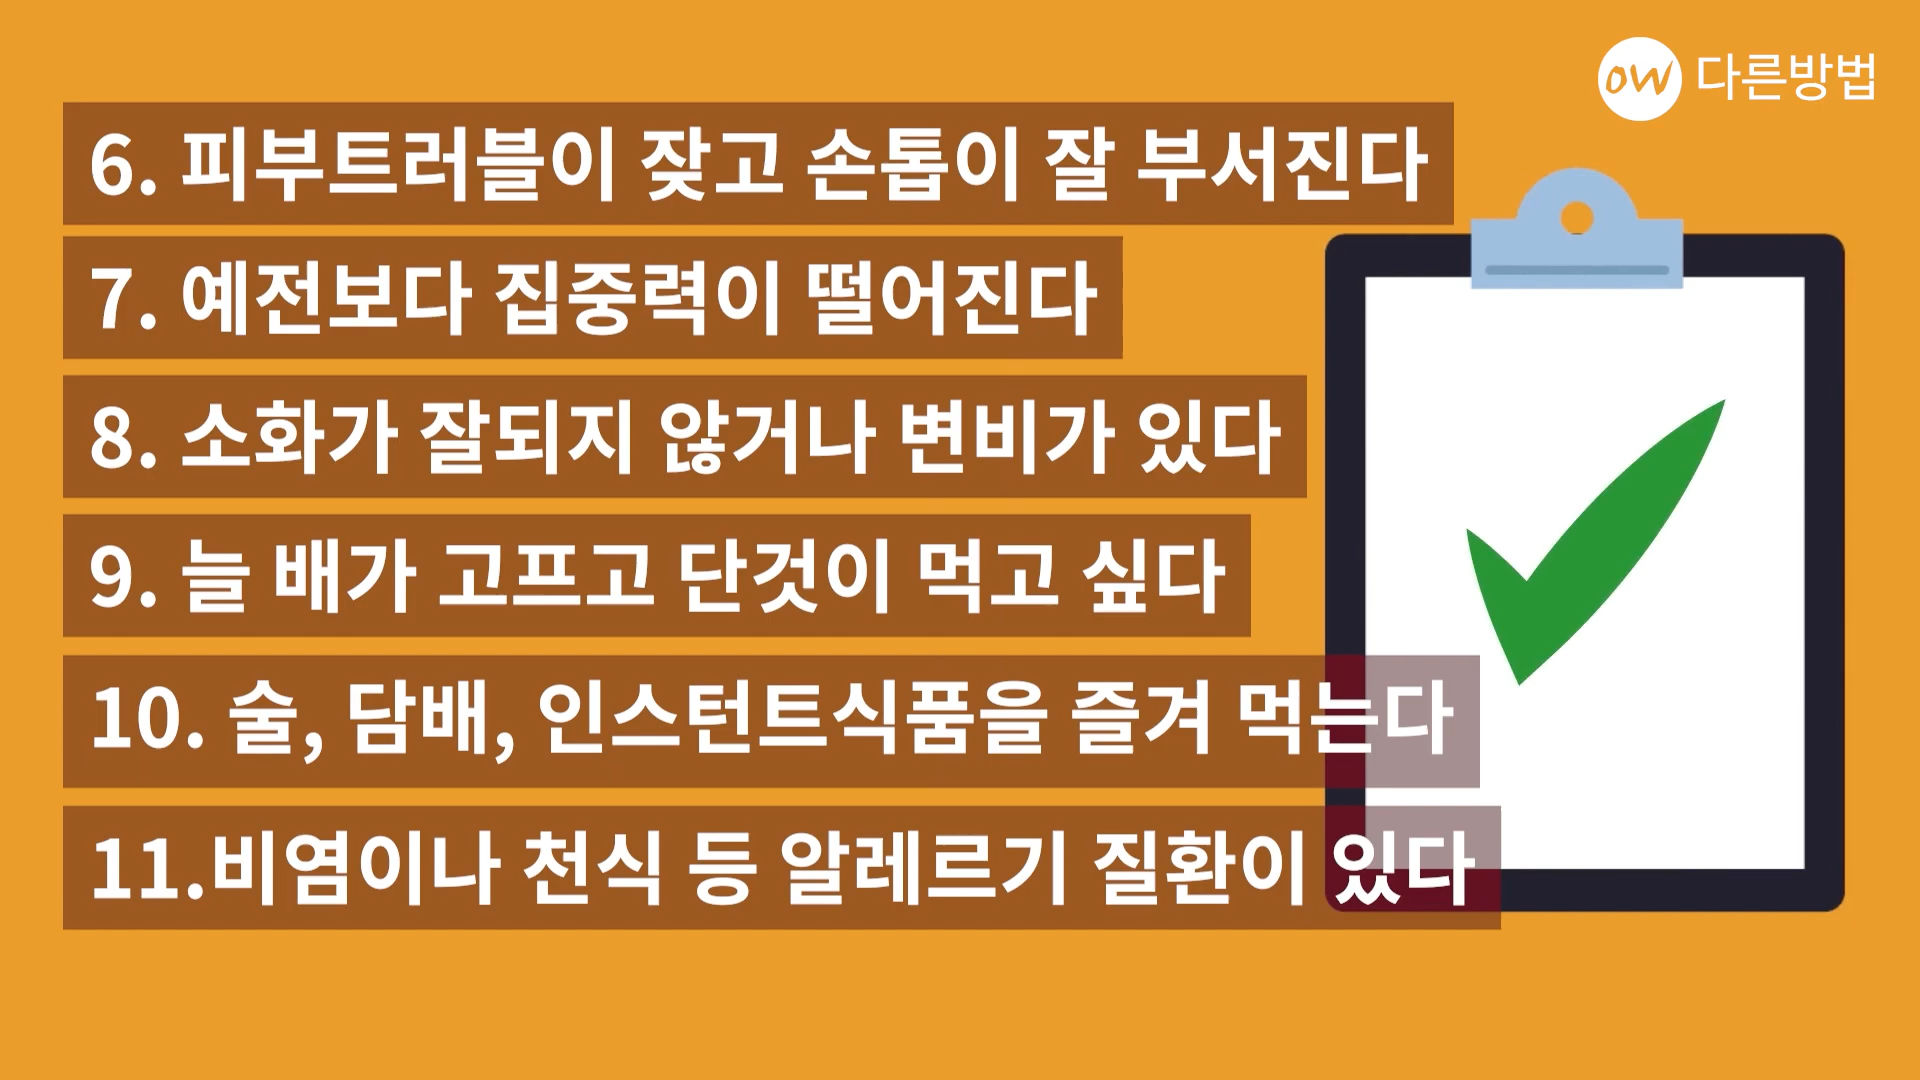 ow 다른방법
6. 피부트러블이 잦고 손톱이 잘 부서진다
7. 예전보다 집중력이 떨어진다
8. 소화가 잘되지 않거나 변비가 있다
9. 늘 배가 고프고 단것이 먹고 싶다
10. 술, 담배, 인스턴트식품을 즐겨 먹는다
11.비염이나 천식 등 알레르기 질환이 있다